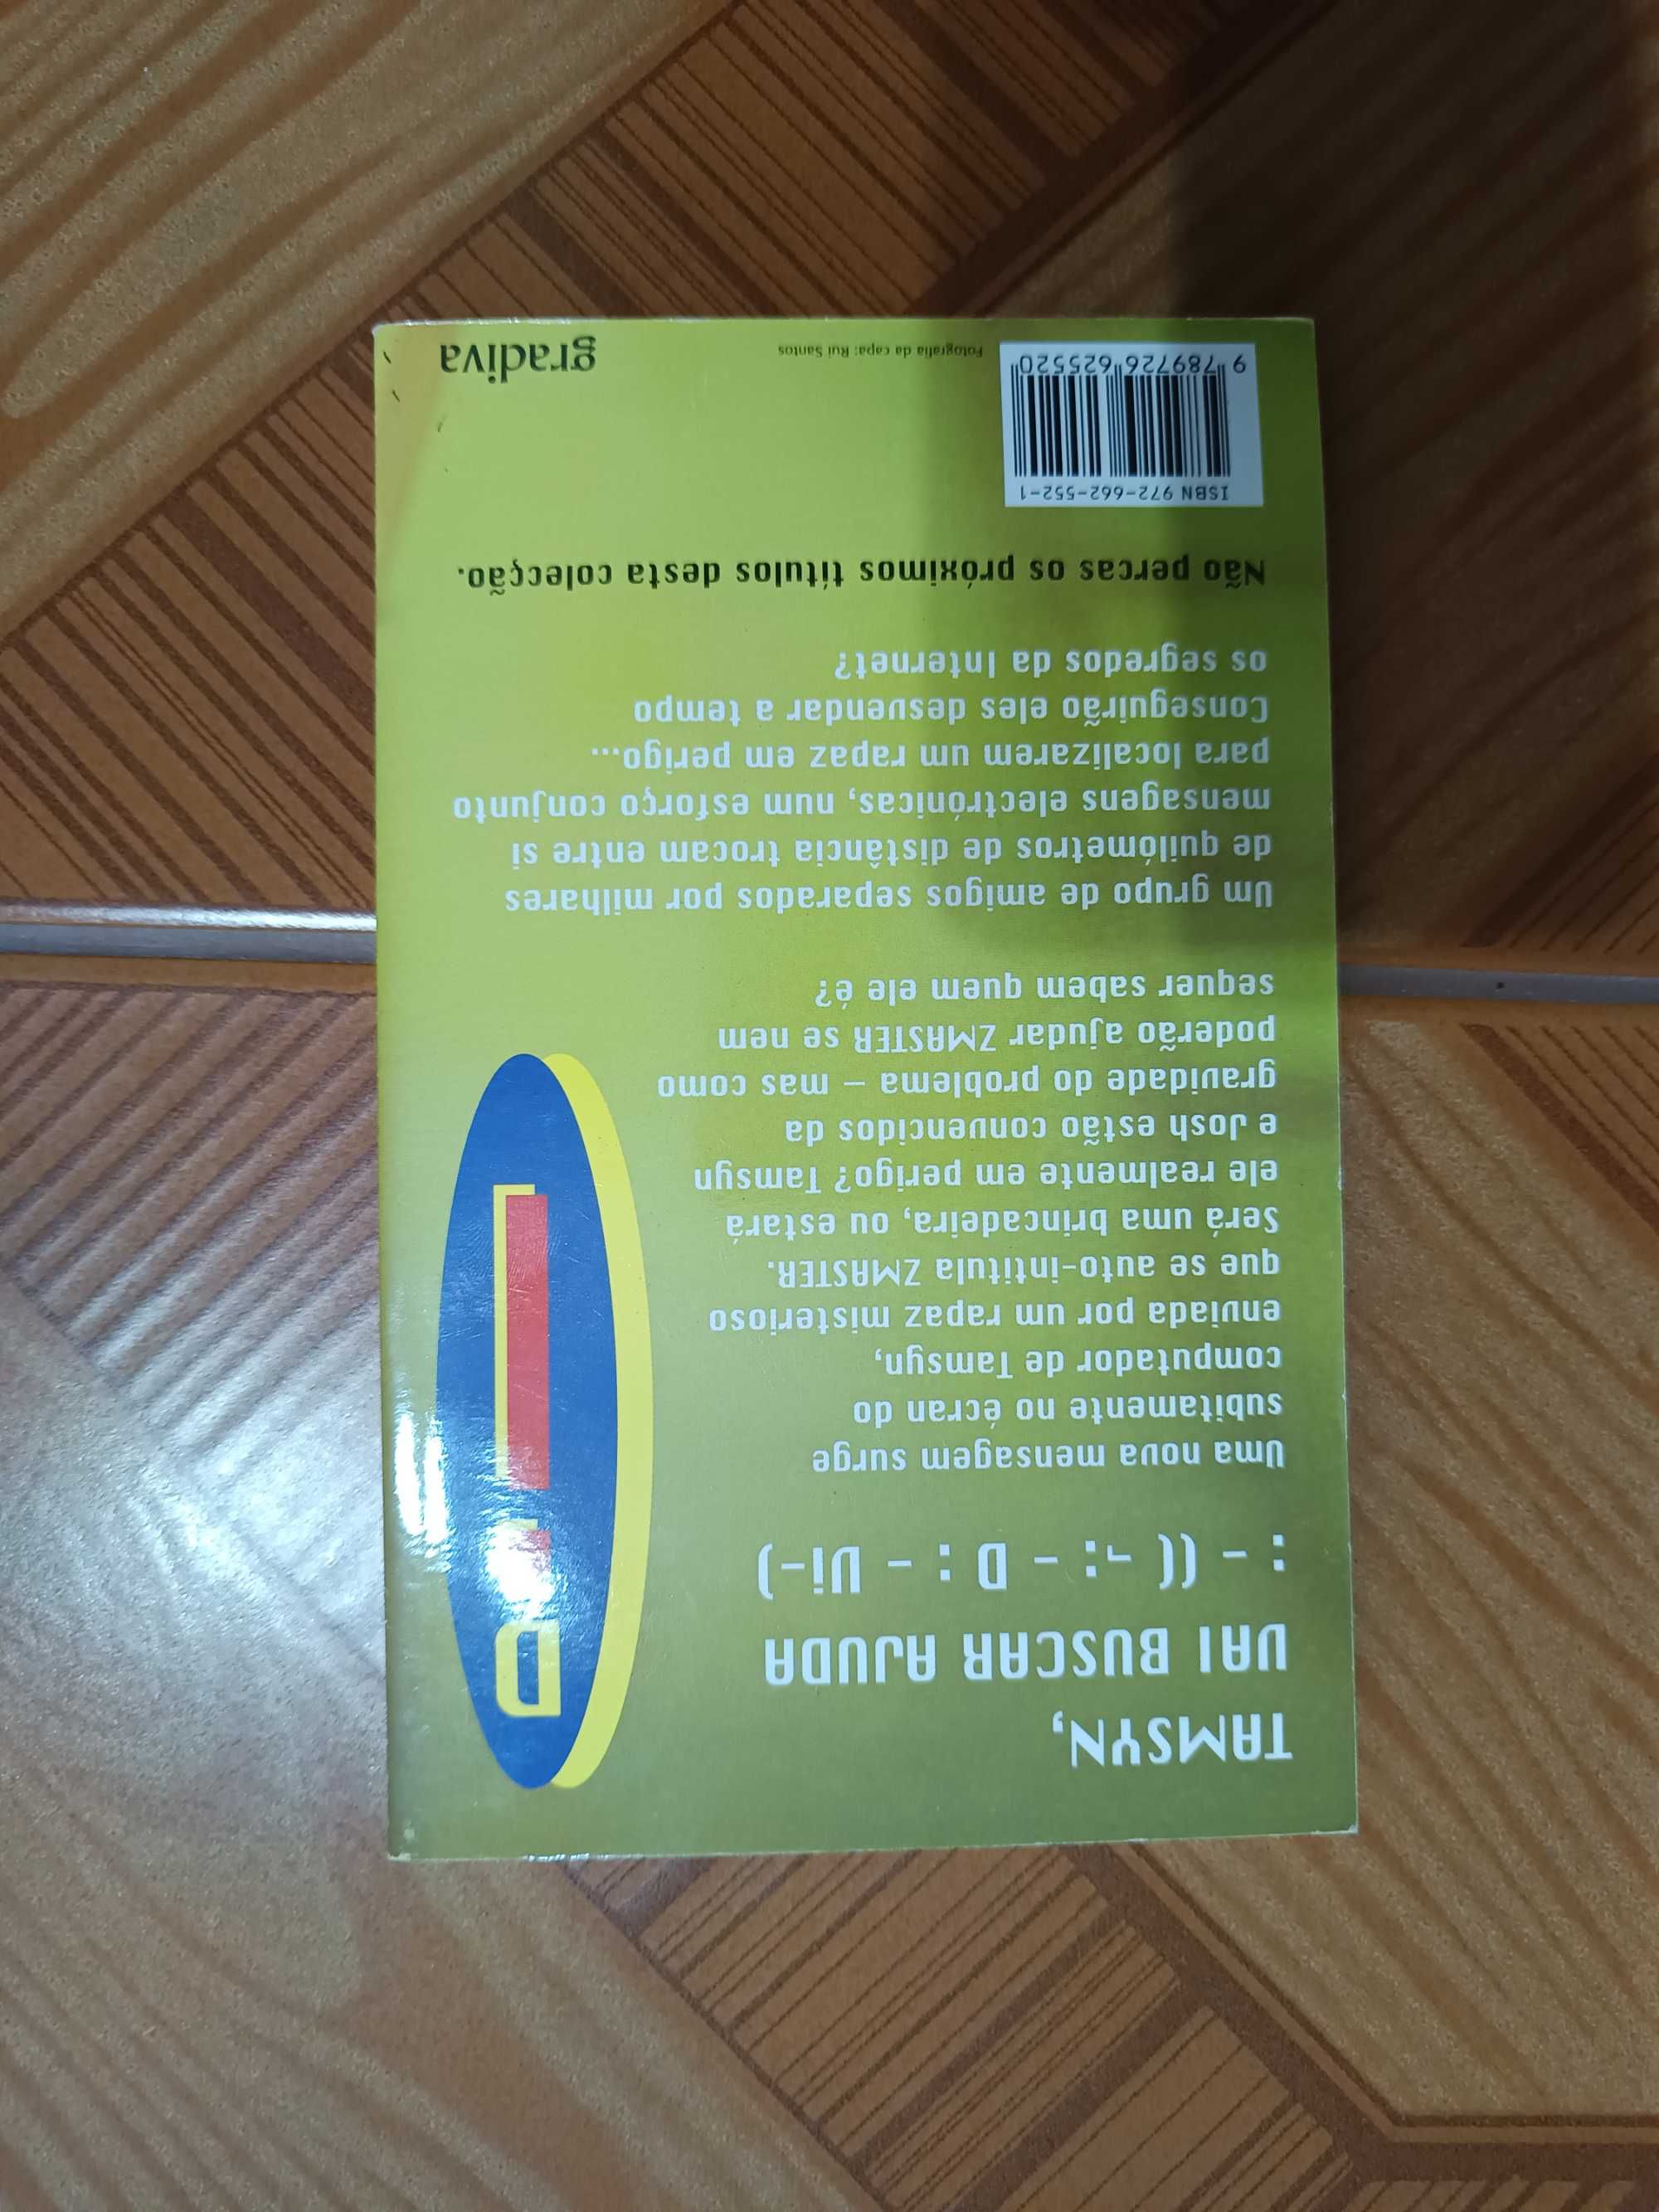 TAMSYN,
VAI BUSCAR AJUDA
: - (( ¬: - D : - Ui-)
Uma nova mensagem surge
subitamente no écran do
computador de Tamsyn,
enviada por um rapaz misterioso
que se auto-intitula ZMASTER.
Será uma brincadeira, ou estará
ele realmente em perigo? Tamsyn
e Josh estão convencidos da
gravidade do problema – mas como
poderão ajudar ZMASTER se nem
sequer sabem quem ele é?
Um grupo de amigos separados por milhares
de quilómetros de distância trocam entre si
mensagens electrónicas, num esforço conjunto
para localizarem um rapaz em perigo...
Conseguirão eles desvendar a tempo
os segredos da Internet?
Não percas os próximos títulos desta colecção.
ISBN 972-662-552-1
9 789726 625520
Fotografia da capa: Rui Santos
gradiva